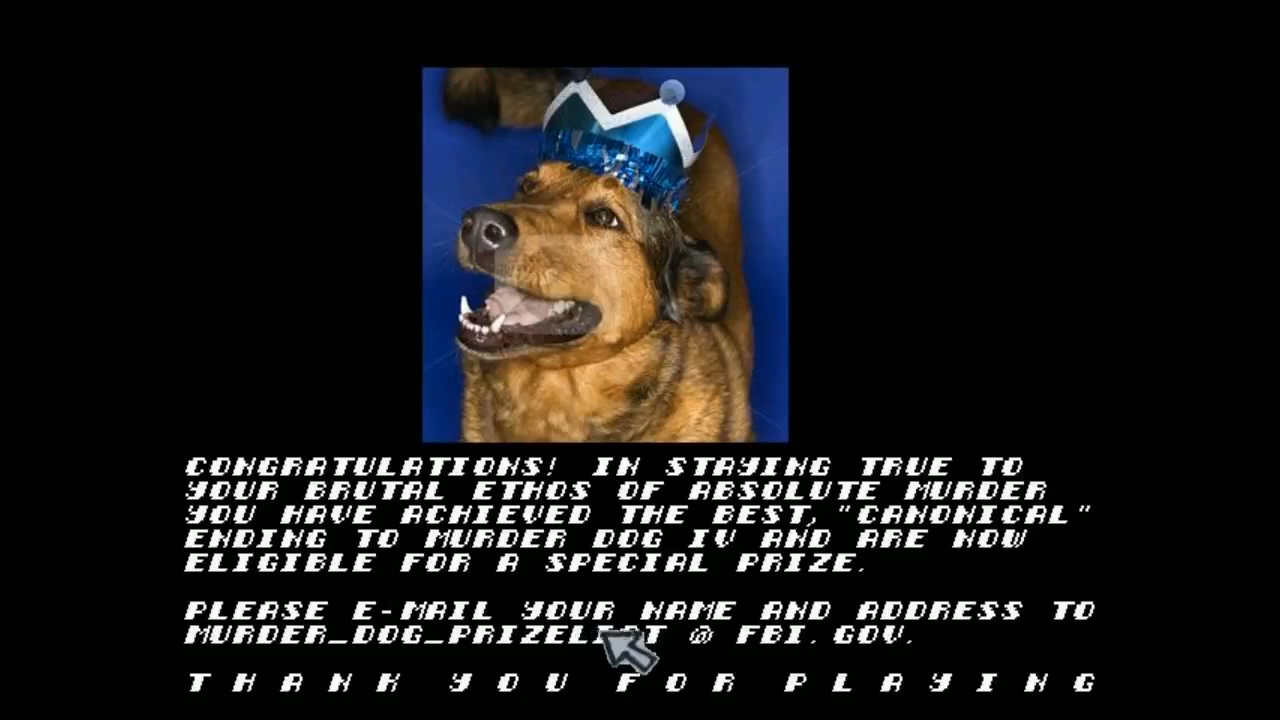 CONGRATULATIONS! IN STAYING TRUE TO
YOUR BRUTAL ETHOS OF ABSOLUTE MURDER
YOU HAVE ACHIEVED THE BEST, "CANONICAL"
ENDING TO MURDER DOG IV AND ARE NOW
ELIGIBLE FOR A SPECIAL PRIZE.
PLEASE E-MAIL YOUR NAME AND ADDRESS TO
@ FBI.GOV.
T H A N K Y O U F O R P L A Y I N G